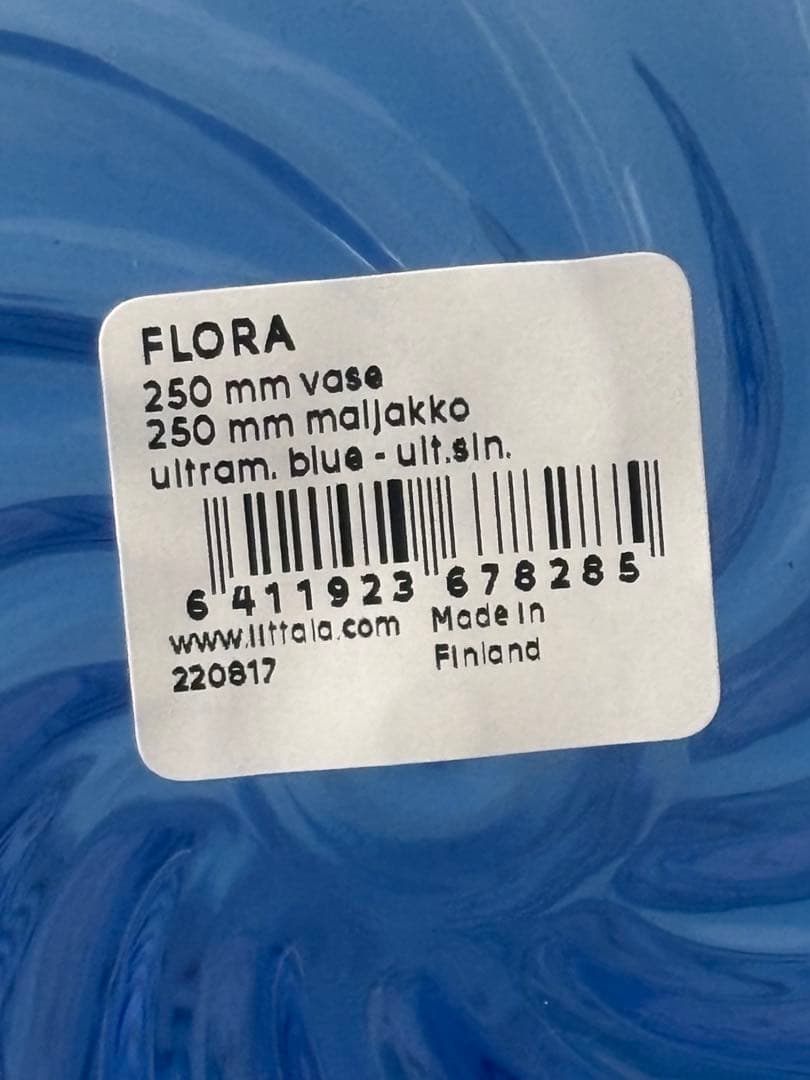 FLORA
250 mm vase
250 mm maljakko
ultram. blue - ult.sin.
6 411923 678285
www.iittala.com
220817
Made in
Finland